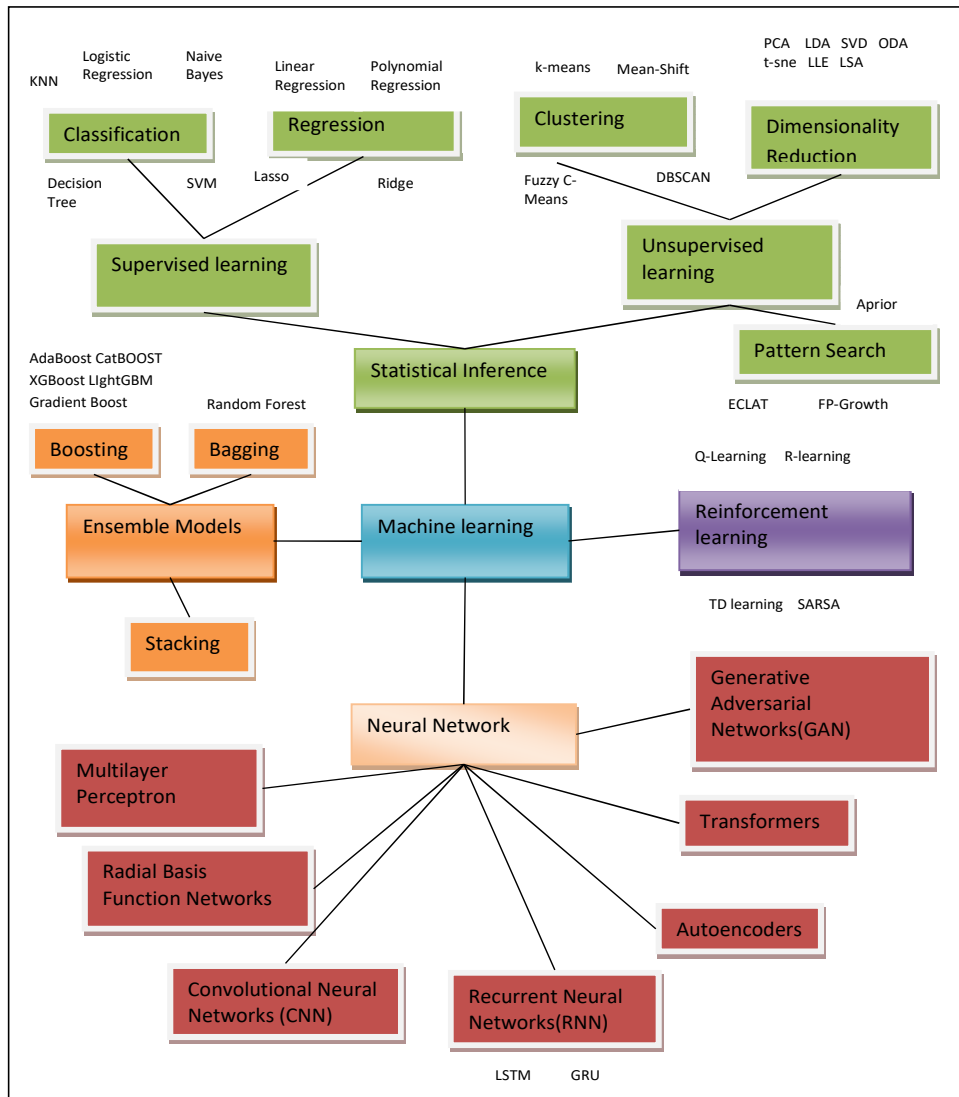 PCA LDA SVD ODA
t-sne LLE LSA
Logistic
Regression
Naive
Bayes
KNN
Linear
Regression
Polynomial
Regression
k-means Mean-Shift
Classification
Regression
Clustering
Dimensionality
Reduction
Decision
Tree
SVM
Lasso
Ridge
Fuzzy C-
Means
DBSCAN
Supervised learning
Unsupervised
learning
Aprior
Pattern Search
ECLAT FP-Growth
Statistical Inference
AdaBoost CatBOOST
XGBoost LIghtGBM
Gradient Boost
Random Forest
Boosting
Bagging
Q-Learning R-learning
Ensemble Models
Machine learning
Reinforcement
learning
TD learning SARSA
Stacking
Neural Network
Generative
Adversarial
Networks(GAN)
Multilayer
Perceptron
Transformers
Radial Basis
Function Networks
Autoencoders
Convolutional Neural
Networks (CNN)
Recurrent Neural
Networks(RNN)
LSTM GRU